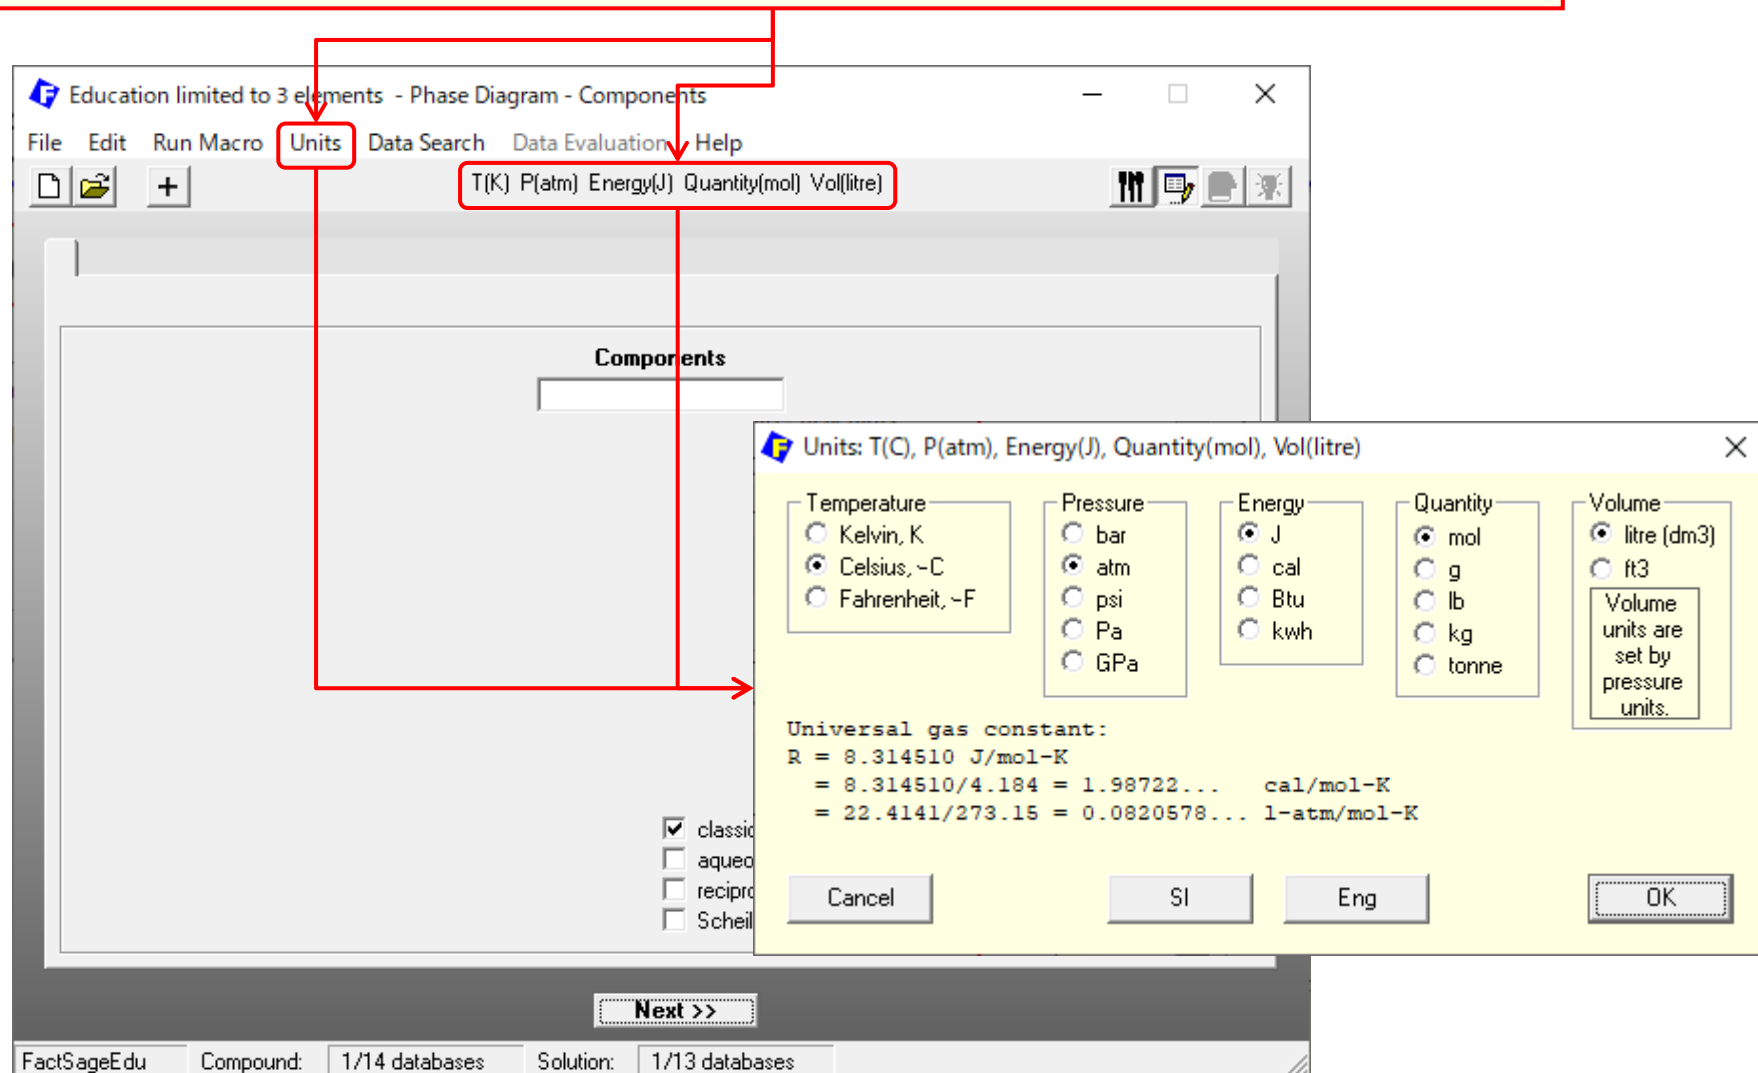 Education limited to 3 elements - Phase Diagram - Components
File Edit Run Macro Units Data Search Data Evaluation Help
T(K) P(atm) Energy(J) Quantity(mol) Vol(litre)
Components
classic
aqueo
recipro
Scheil
Next >>
FactSageEdu Compound: 1/14 databases Solution: 1/13 databases
Units: T(C), P(atm), Energy(J), Quantity(mol), Vol(litre)
Temperature
Kelvin, K
Celsius, ~C
Fahrenheit, ~F
Pressure
bar
atm
psi
Pa
GPa
Energy
J
cal
Btu
kwh
Quantity
mol
g
lb
kg
tonne
Volume
litre (dm3)
ft3
Volume
units are
set by
pressure
units.
Universal gas constant:
R = 8.314510 J/mol-K
= 8.314510/4.184 = 1.98722... cal/mol-K
= 22.4141/273.15 = 0.0820578... l-atm/mol-K
Cancel SI Eng OK